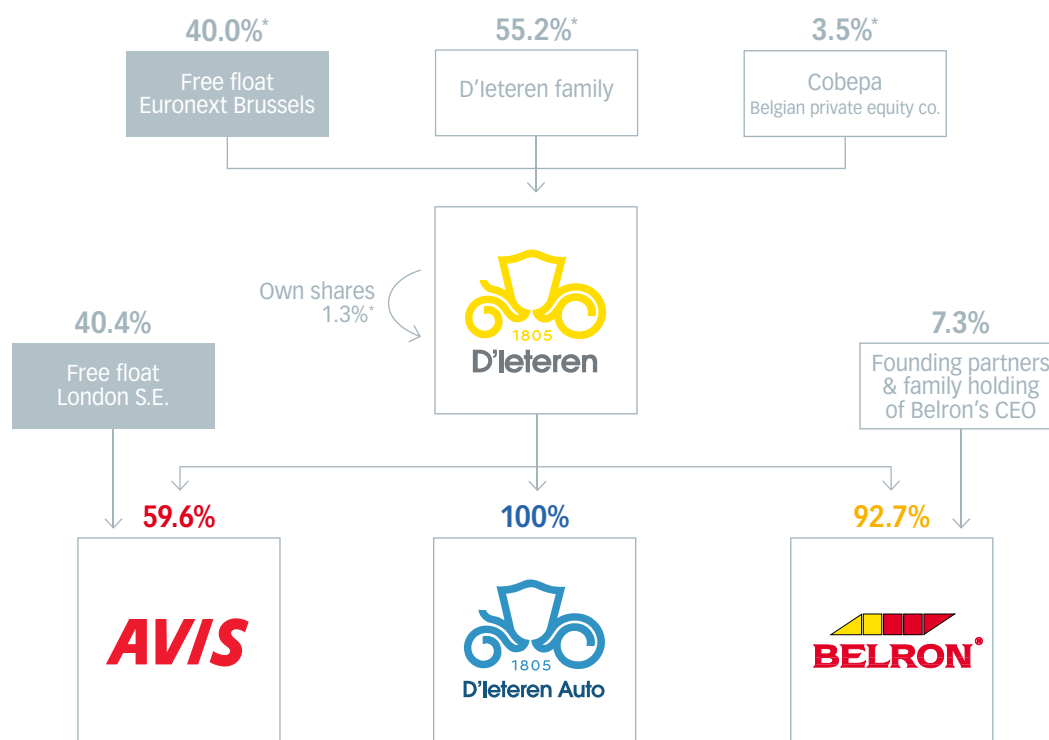 40.0%*
55.2%*
3.5%*
Free float
Euronext Brussels
D'Ieteren family
Cobepa
Belgian private equity co.
Own shares
1.3%*
1805
D'Ieteren
40.4%
Free float
London S.E.
7.3%
Founding partners
& family holding
of Belron's CEO
59.6%
100%
92.7%
AVIS
1805
D'Ieteren Auto
BELRON®